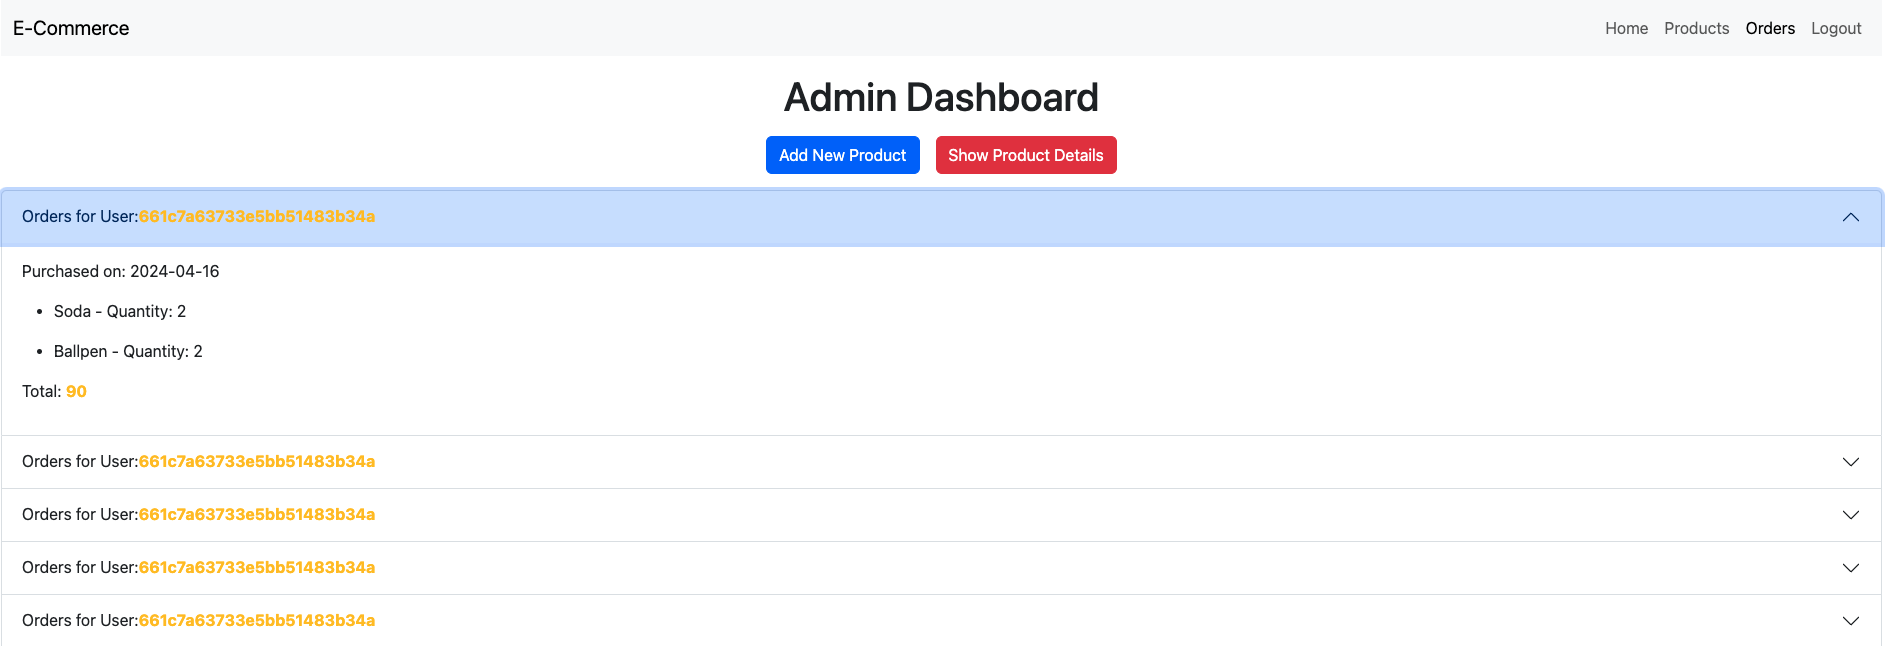 E-Commerce
Home Products Orders Logout
Admin Dashboard
Add New Product Show Product Details
Orders for User:661c7a63733e5bb51483b34a
Purchased on: 2024-04-16
• Soda - Quantity: 2
• Ballpen - Quantity: 2
Total: 90
Orders for User:661c7a63733e5bb51483b34a
Orders for User:661c7a63733e5bb51483b34a
Orders for User:661c7a63733e5bb51483b34a
Orders for User:661c7a63733e5bb51483b34a